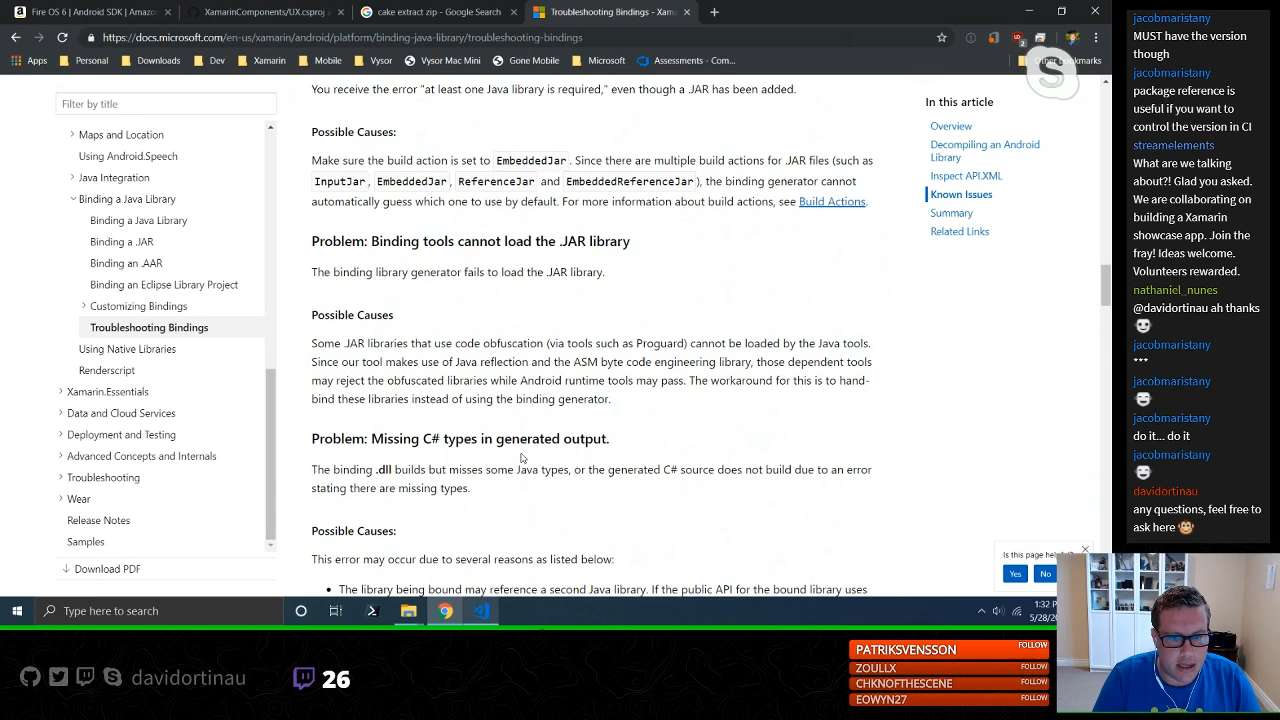 Fire OS 6 | Android SDK | Amazo
XamarinComponents/UX.csproj
cake extract zip - Google Search
Troubleshooting Bindings - Xam
https://docs.microsoft.com/en-us/xamarin/android/platform/binding-java-library/troubleshooting-bindings
Apps
Personal
Downloads
Dev
Xamarin
Mobile
Vysor
Vysor Mac Mini
Gone Mobile
Microsoft
Assessments – Com...
Other bookmarks
Filter by title
Maps and Location
Using Android.Speech
Java Integration
Binding a Java Library
Binding a Java Library
Binding a .JAR
Binding an .AAR
Binding an Eclipse Library Project
Customizing Bindings
Troubleshooting Bindings
Using Native Libraries
Renderscript
Xamarin.Essentials
Data and Cloud Services
Deployment and Testing
Advanced Concepts and Internals
Troubleshooting
Wear
Release Notes
Samples
Download PDF
You receive the error "at least one Java library is required," even though a .JAR has been added.
Possible Causes:
Make sure the build action is set to EmbeddedJar. Since there are multiple build actions for .JAR files (such as
InputJar, EmbeddedJar, ReferenceJar and EmbeddedReferenceJar), the binding generator cannot
automatically guess which one to use by default. For more information about build actions, see Build Actions.
Problem: Binding tools cannot load the .JAR library
The binding library generator fails to load the .JAR library.
Possible Causes
Some .JAR libraries that use code obfuscation (via tools such as Proguard) cannot be loaded by the Java tools.
Since our tool makes use of Java reflection and the ASM byte code engineering library, those dependent tools
may reject the obfuscated libraries while Android runtime tools may pass. The workaround for this is to hand-
bind these libraries instead of using the binding generator.
Problem: Missing C# types in generated output.
The binding .dll builds but misses some Java types, or the generated C# source does not build due to an error
stating there are missing types.
Possible Causes:
This error may occur due to several reasons as listed below:
The library being bound may reference a second Java library. If the public API for the bound library uses
In this article
Overview
Decompiling an Android
Library
Inspect API.XML
Known Issues
Summary
Related Links
Is this page helpful?
Yes
No
Type here to search
1:32 P
5/28/20
jacobmaristany
MUST have the version
though
jacobmaristany
package reference is
useful if you want to
control the version in CI
streamelements
What are we talking
about?! Glad you asked.
We are collaborating on
building a Xamarin
showcase app. Join the
fray! Ideas welcome.
Volunteers rewarded.
nathaniel_nunes
@davidortinau ah thanks
jacobmaristany
***
jacobmaristany
jacobmaristany
do it... do it
jacobmaristany
davidortinau
any questions, feel free to
ask here
davidortinau
26
PATRIKSVENSSON FOLLOW
ZOULLX FOLLOW
CHKNOFTHESCENE FOLLOW
EOWYN27 FOLLOW